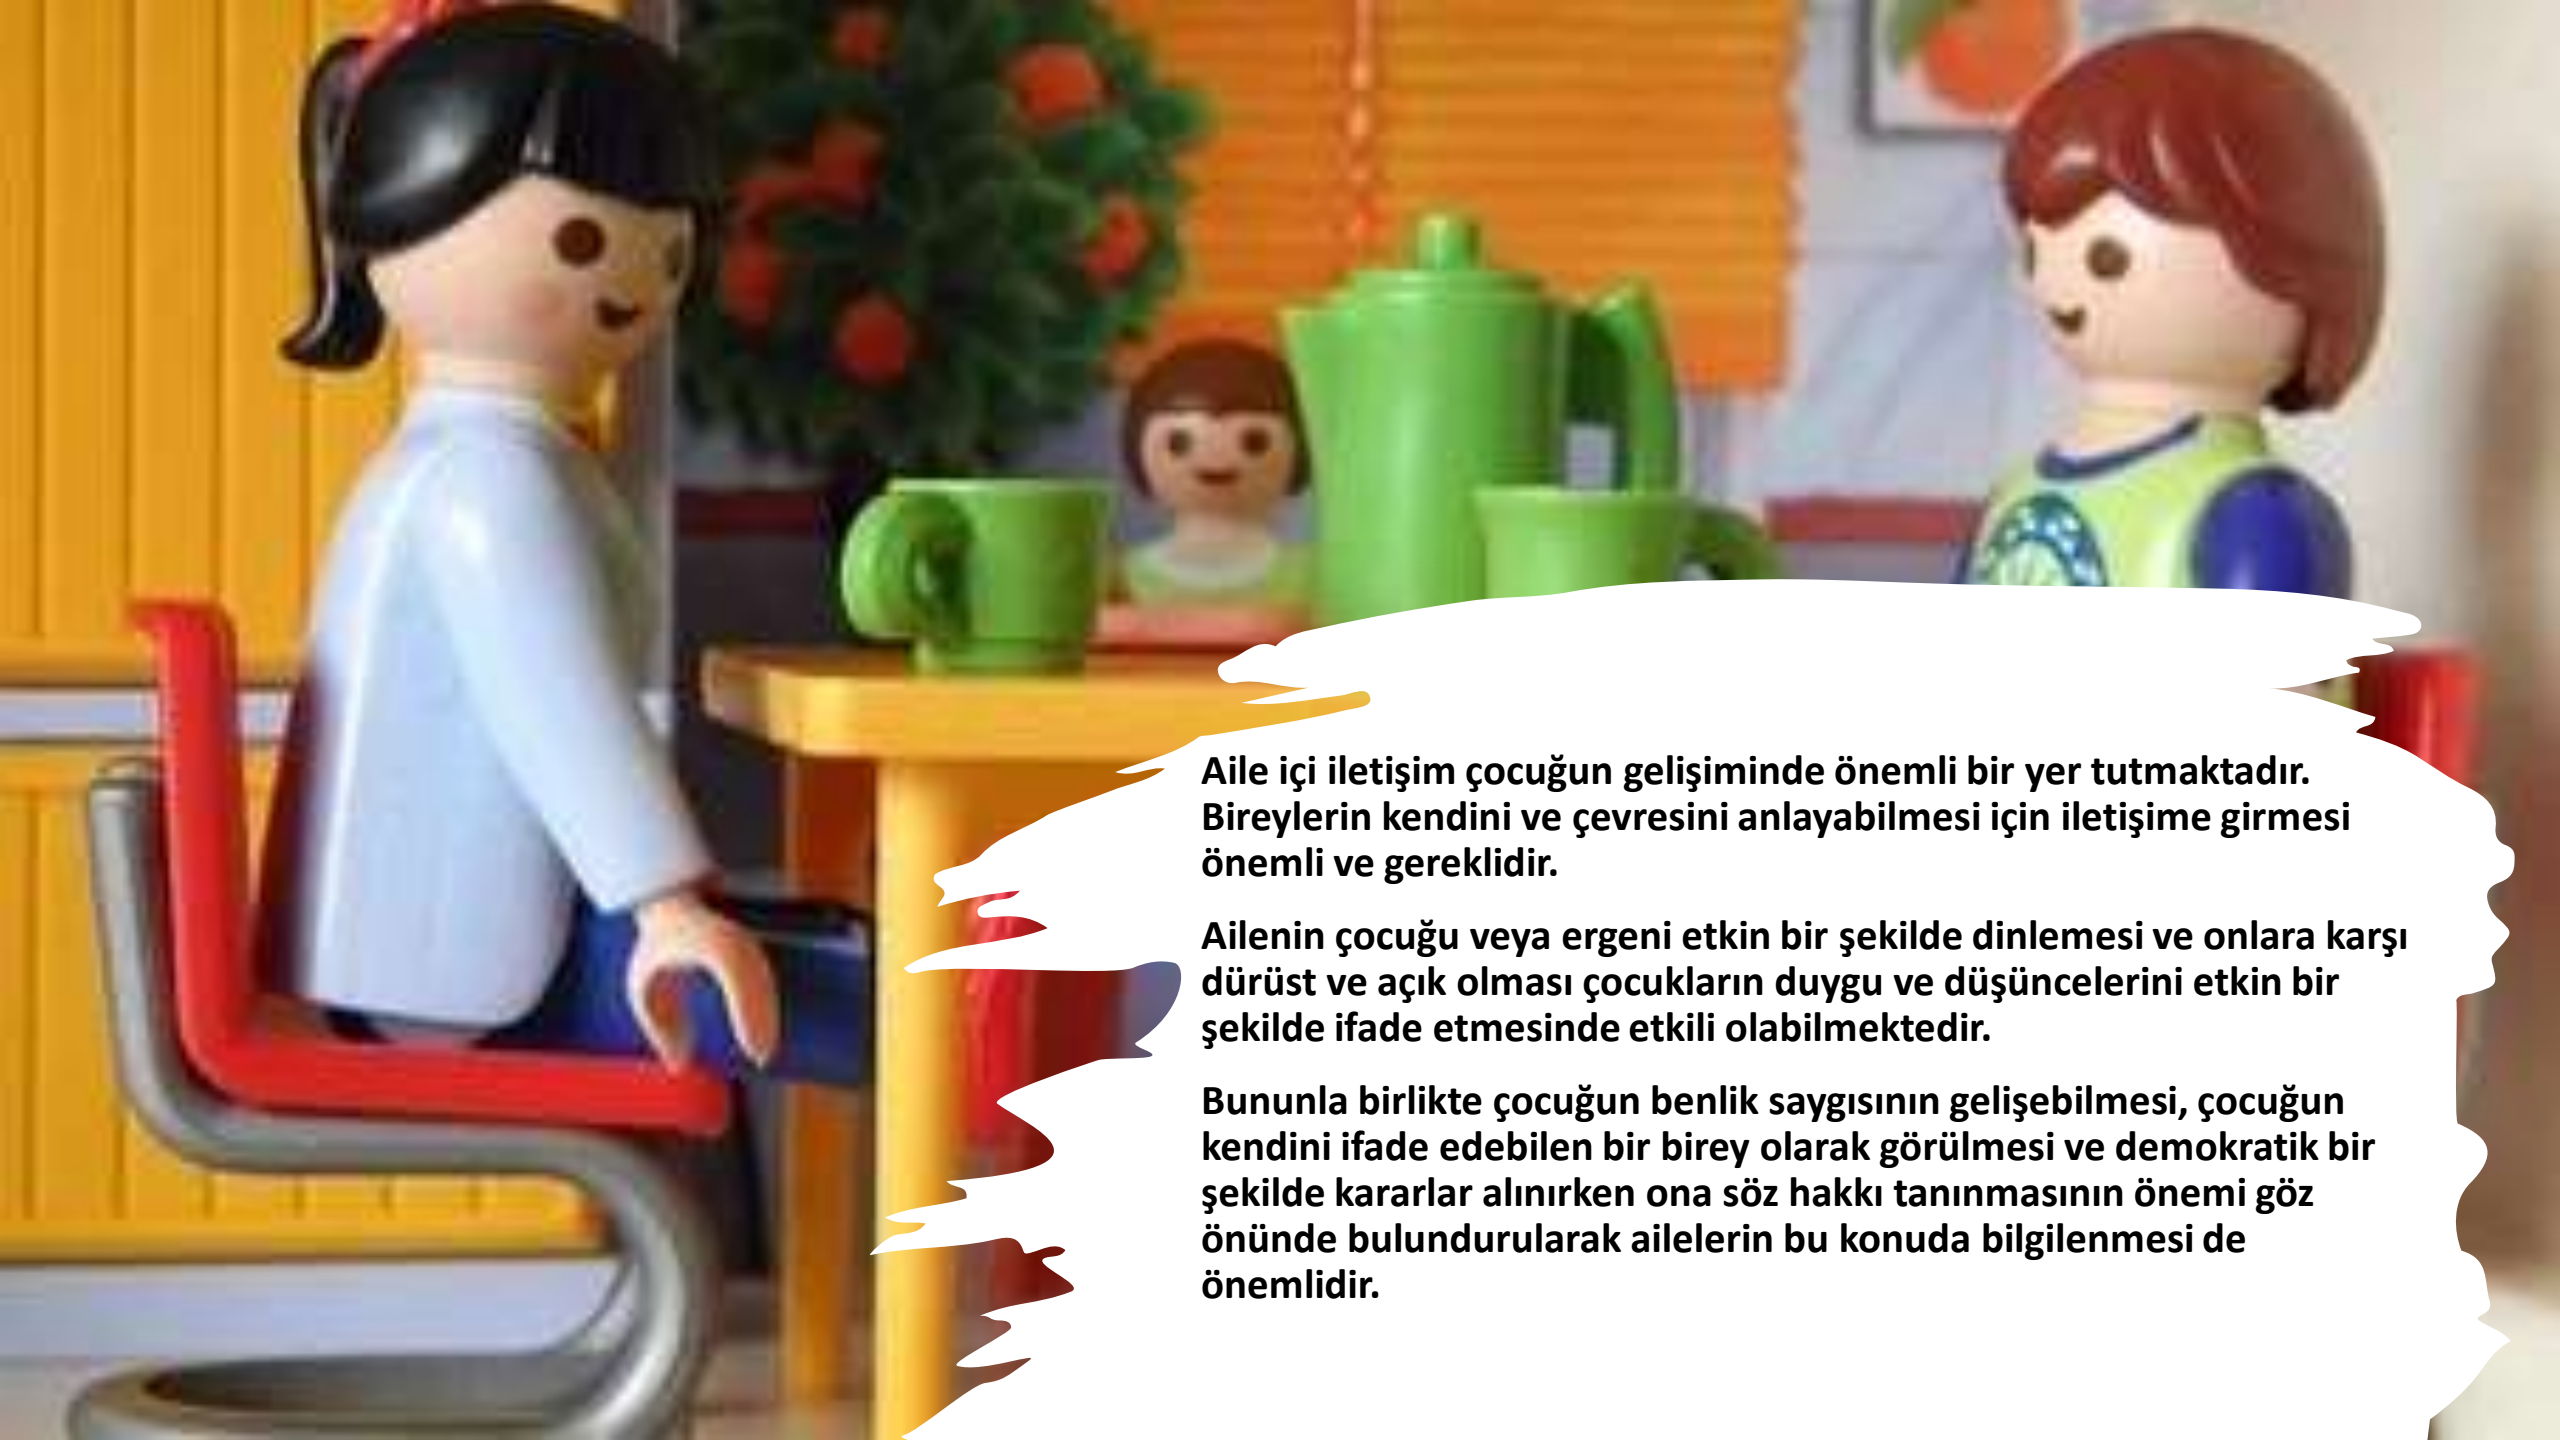 Aile içi iletişim çocuğun gelişiminde önemli bir yer tutmaktadır.
Bireylerin kendini ve çevresini anlayabilmesi için iletişime girmesi
önemli ve gereklidir.
Ailenin çocuğu veya ergeni etkin bir şekilde dinlemesi ve onlara karşı
dürüst ve açık olması çocukların duygu ve düşüncelerini etkin bir
şekilde ifade etmesinde etkili olabilmektedir.
Bununla birlikte çocuğun benlik saygısının gelişebilmesi, çocuğun
kendini ifade edebilen bir birey olarak görülmesi ve demokratik bir
şekilde kararlar alınırken ona söz hakkı tanınmasının önemi göz
önünde bulundurularak ailelerin bu konuda bilgilenmesi de
önemlidir.